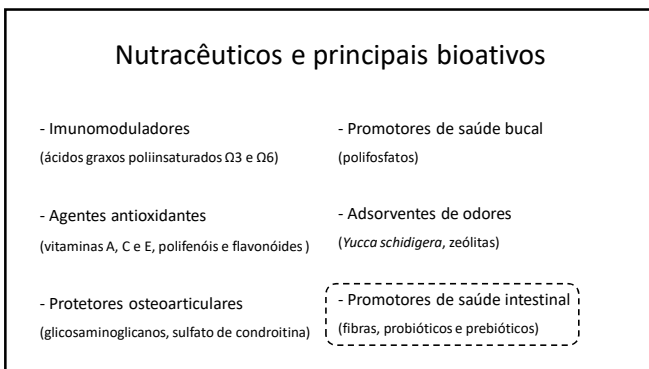 Nutracêuticos e principais bioativos
- Imunomoduladores
(ácidos graxos poliinsaturados Ω3 e Ω6)
- Agentes antioxidantes
(vitaminas A, C e E, polifenóis e flavonóides )
- Protetores osteoarticulares
(glicosaminoglicanos, sulfato de condroitina)
- Promotores de saúde bucal
(polifosfatos)
- Adsorventes de odores
(Yucca schidigera, zeólitas)
- Promotores de saúde intestinal
(fibras, probióticos e prebióticos)